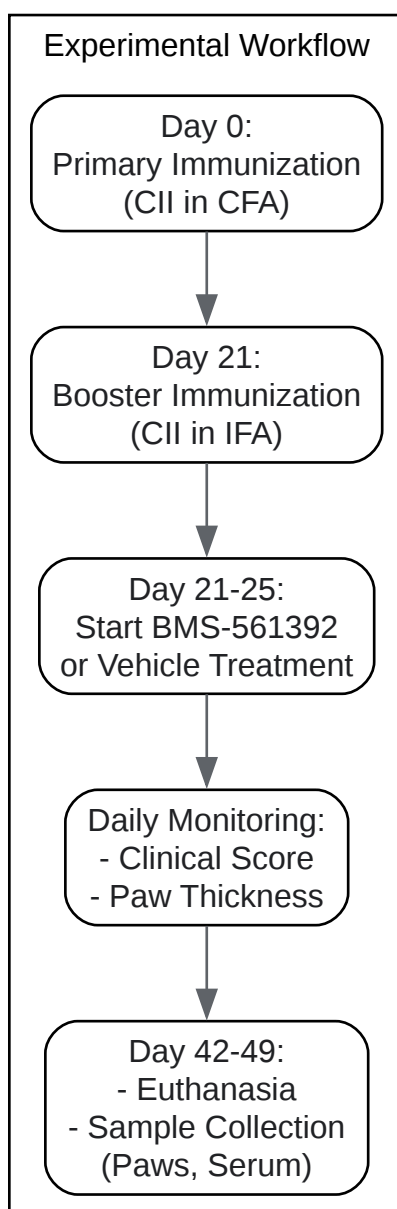 Experimental Workflow
Day 0:
Primary Immunization
(CII in CFA)
Day 21:
Booster Immunization
(CII in IFA)
Day 21-25:
Start BMS-561392
or Vehicle Treatment
Daily Monitoring:
- Clinical Score
- Paw Thickness
Day 42-49:
- Euthanasia
- Sample Collection
(Paws, Serum)